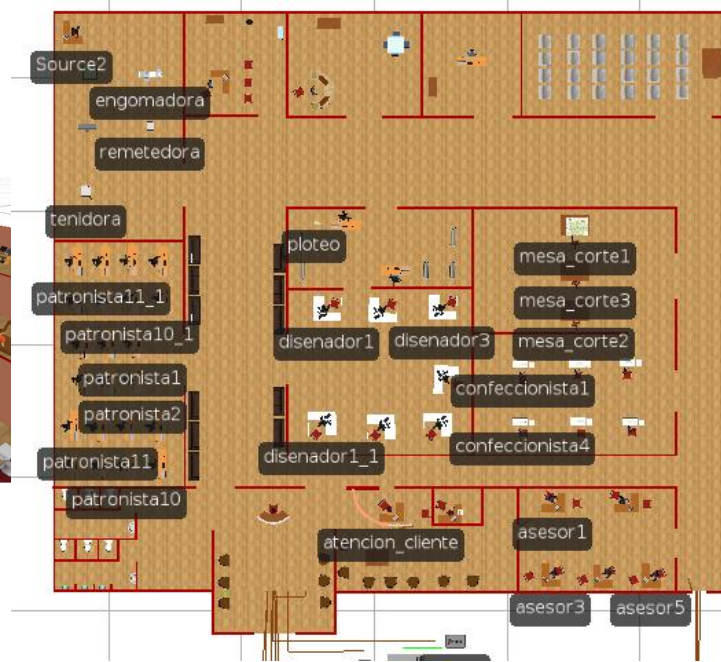 Source2
engomadora
remetedora
tenidora
ploteo
mesa_corte1
patronista11_1
mesa_corte3
patronista10_1
disenador1
disenador3
mesa_corte2
patronista1
confeccionista1
patronista2
confeccionista4
patronista11
disenador1_1
patronista10
atencion_cliente
asesor1
asesor3
asesor5